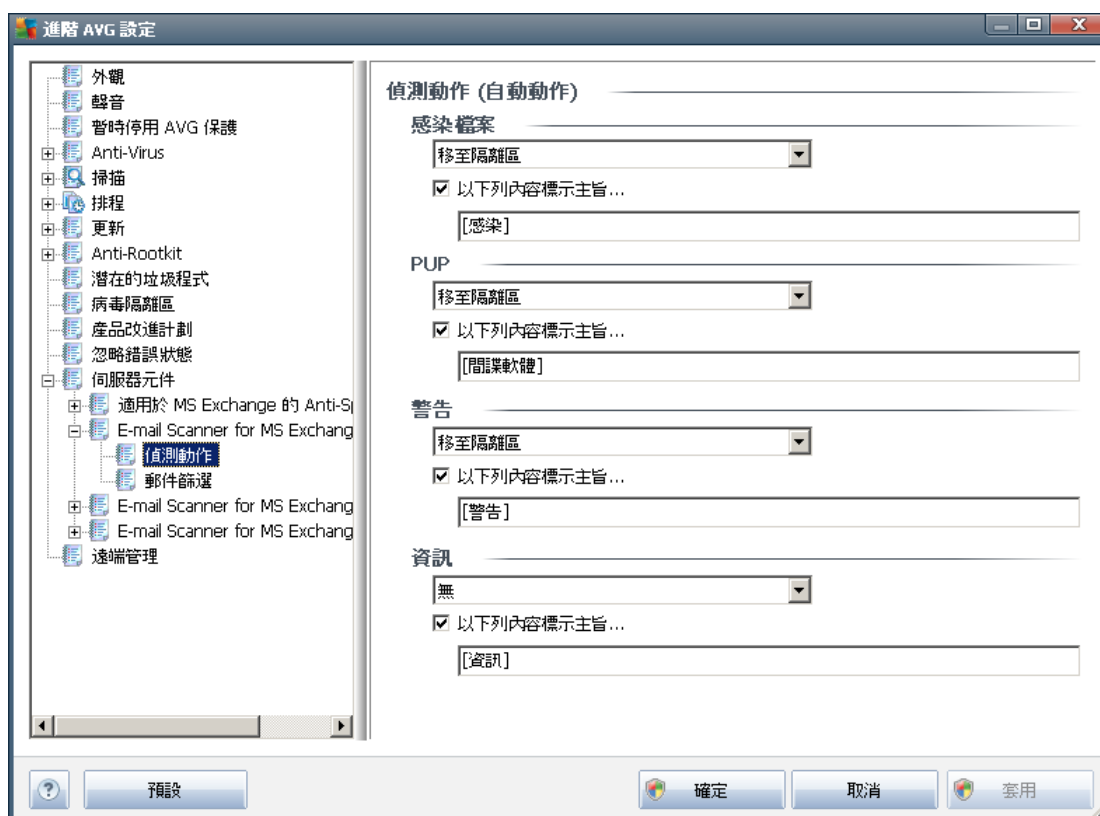 進階 AVG 設定
外觀
聲音
暫時停用 AVG 保護
Anti-Virus
掃描
排程
更新
Anti-Rootkit
潛在的垃圾程式
病毒隔離區
產品改進計劃
忽略錯誤狀態
伺服器元件
適用於 MS Exchange 的 Anti-Sp
E-mail Scanner for MS Exchang
偵測動作
郵件篩選
E-mail Scanner for MS Exchang
E-mail Scanner for MS Exchang
遠端管理
偵測動作 (自動動作)
感染檔案
移至隔離區
以下列內容標示主旨...
[感染]
PUP
移至隔離區
以下列內容標示主旨...
[間諜軟體]
警告
移至隔離區
以下列內容標示主旨...
[警告]
資訊
無
以下列內容標示主旨...
[資訊]
?
預設
確定
取消
套用